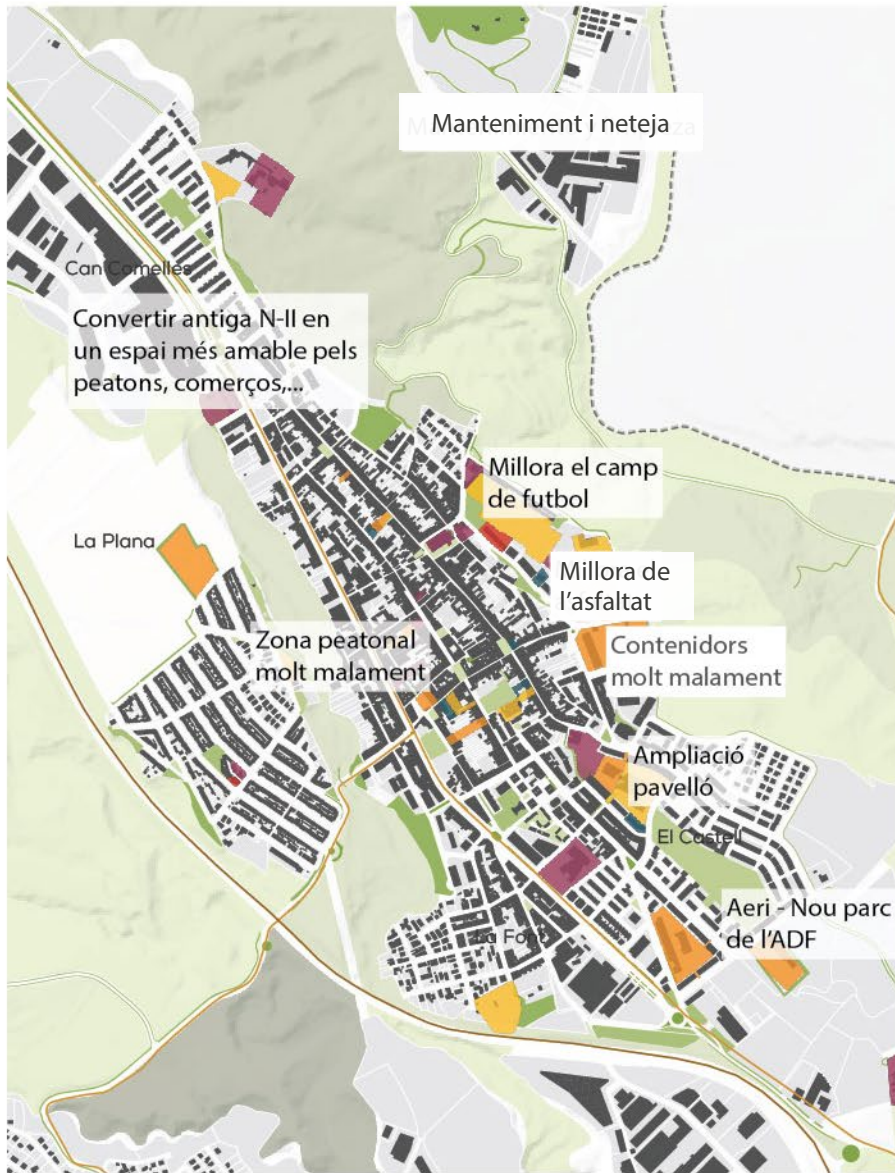 Manteniment i neteja
Can Comelles
Convertir antiga N-II en
un espai més amable pels
peatons, comerços,...
Millora el camp
de futbol
La Plana
Millora de
l'asfaltat
Zona peatonal
molt malament
Contenidors
molt malament
Ampliació
pavelló
El Castell
Aeri - Nou parc
de l'ADF
La Font